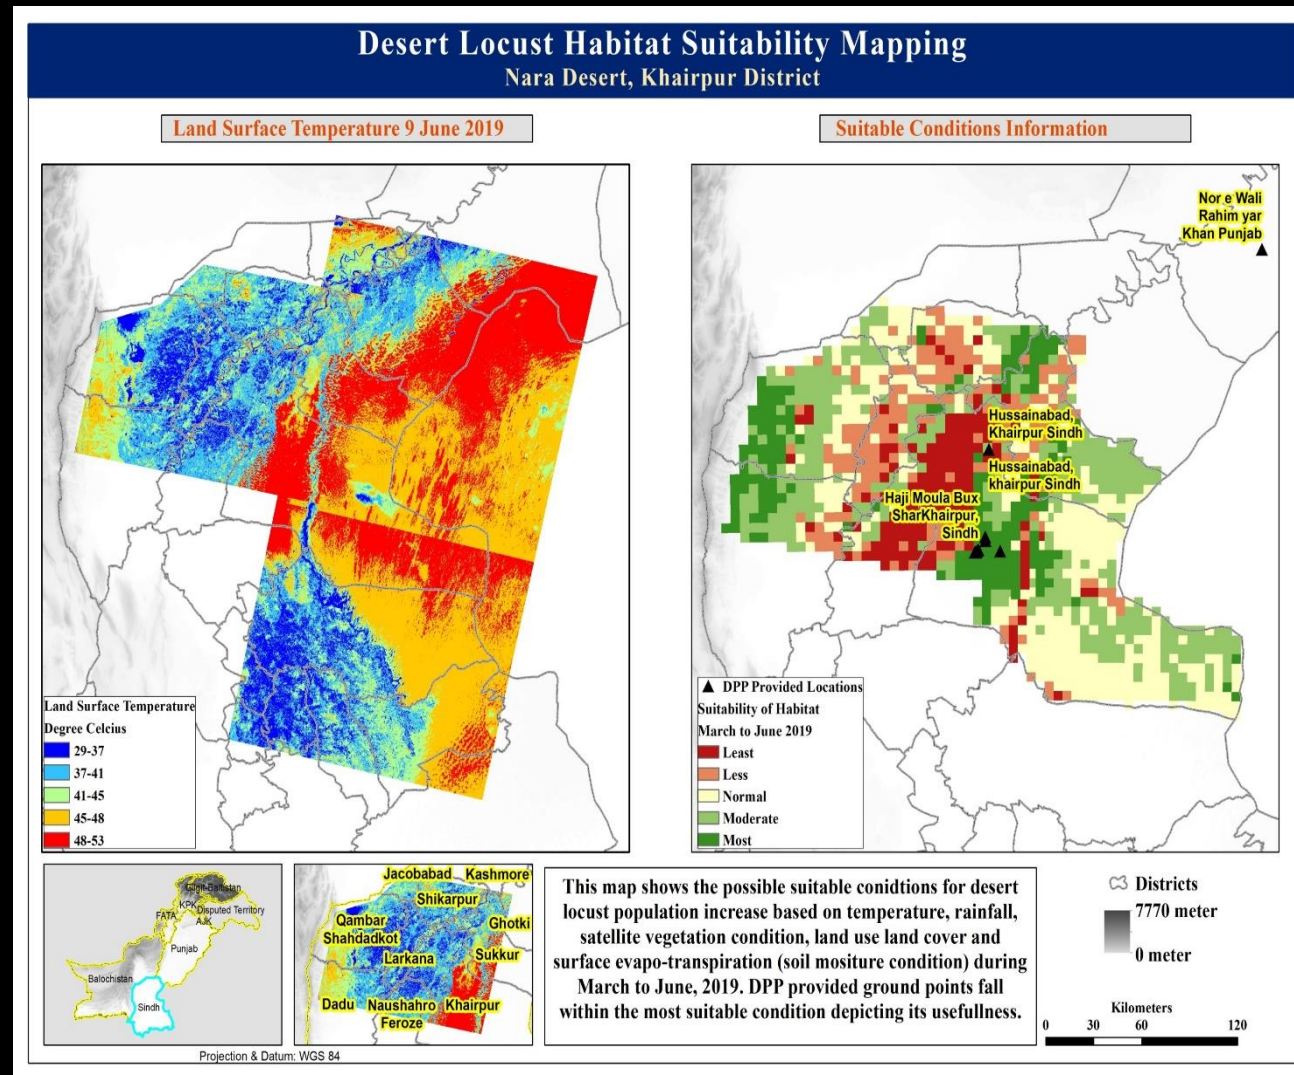 Desert Locust Habitat Suitability Mapping
Nara Desert, Khairpur District
Land Surface Temperature 9 June 2019
Suitable Conditions Information
Land Surface Temperature
Degree Celcius
29-37
37-41
41-45
45-48
48-53
Nor e Wali
Rahim yar
Khan Punjab
Hussainabad,
Khairpur Sindh
Hussainabad,
khairpur Sindh
Haji Moula Bux
SharKhairpur,
Sindh
DPP Provided Locations
Suitability of Habitat
March to June 2019
Least
Less
Normal
Moderate
Most
Gilgit-Baltistan
KPK
FATA
Disputed Territory
AJK
Punjab
Balochistan
Sindh
Jacobabad
Kashmore
Shikarpur
Qambar
Shahdadkot
Ghotki
Larkana
Sukkur
Dadu
Naushahro
Feroze
Khairpur
Projection & Datum: WGS 84
This map shows the possible suitable conidtions for desert
locust population increase based on temperature, rainfall,
satellite vegetation condition, land use land cover and
surface evapo-transpiration (soil mositure condition) during
March to June, 2019. DPP provided ground points fall
within the most suitable condition depicting its usefullness.
Districts
7770 meter
0 meter
Kilometers
0 30 60 120